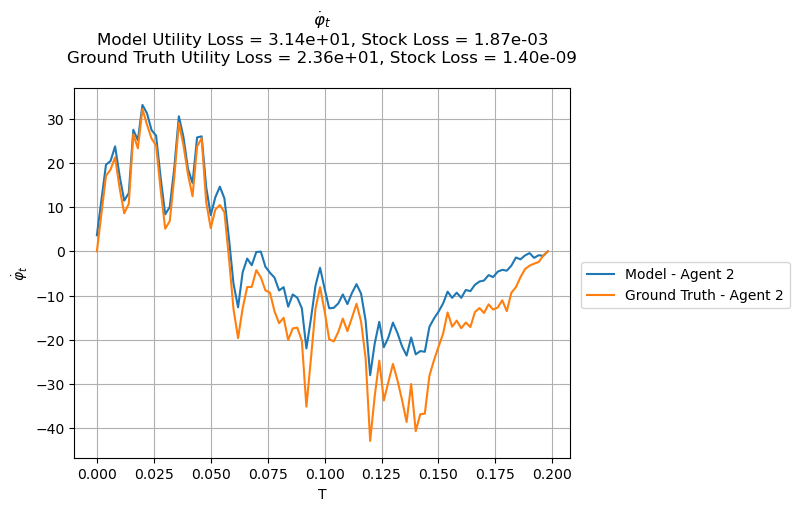 φ̇ₜ
Model Utility Loss = 3.14e+01, Stock Loss = 1.87e-03
Ground Truth Utility Loss = 2.36e+01, Stock Loss = 1.40e-09
30
20
10
0
−10
−20
−30
−40
φ̇ₜ
0.000 0.025 0.050 0.075 0.100 0.125 0.150 0.175 0.200
T
Model - Agent 2
Ground Truth - Agent 2